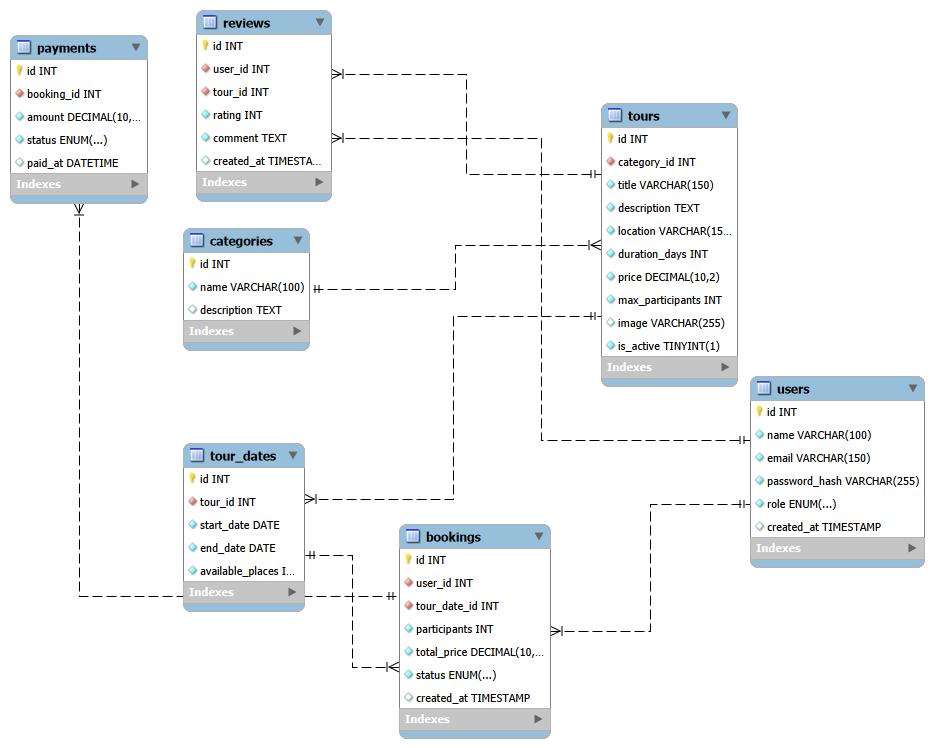 payments
id INT
booking_id INT
amount DECIMAL(10,...
status ENUM(...)
paid_at DATETIME
Indexes
reviews
id INT
user_id INT
tour_id INT
rating INT
comment TEXT
created_at TIMESTA...
Indexes
categories
id INT
name VARCHAR(100)
description TEXT
Indexes
tours
id INT
category_id INT
title VARCHAR(150)
description TEXT
location VARCHAR(15...
duration_days INT
price DECIMAL(10,2)
max_participants INT
image VARCHAR(255)
is_active TINYINT(1)
Indexes
users
id INT
name VARCHAR(100)
email VARCHAR(150)
password_hash VARCHAR(255)
role ENUM(...)
created_at TIMESTAMP
Indexes
tour_dates
id INT
tour_id INT
start_date DATE
end_date DATE
available_places I...
Indexes
bookings
id INT
user_id INT
tour_date_id INT
participants INT
total_price DECIMAL(10,...
status ENUM(...)
created_at TIMESTAMP
Indexes